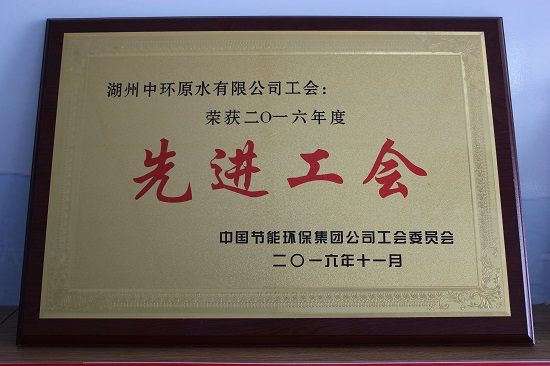 湖州中环原水有限公司工会：
荣获二〇一六年度
先进工会
中国节能环保集团公司工会委员会
二〇一六年十一月